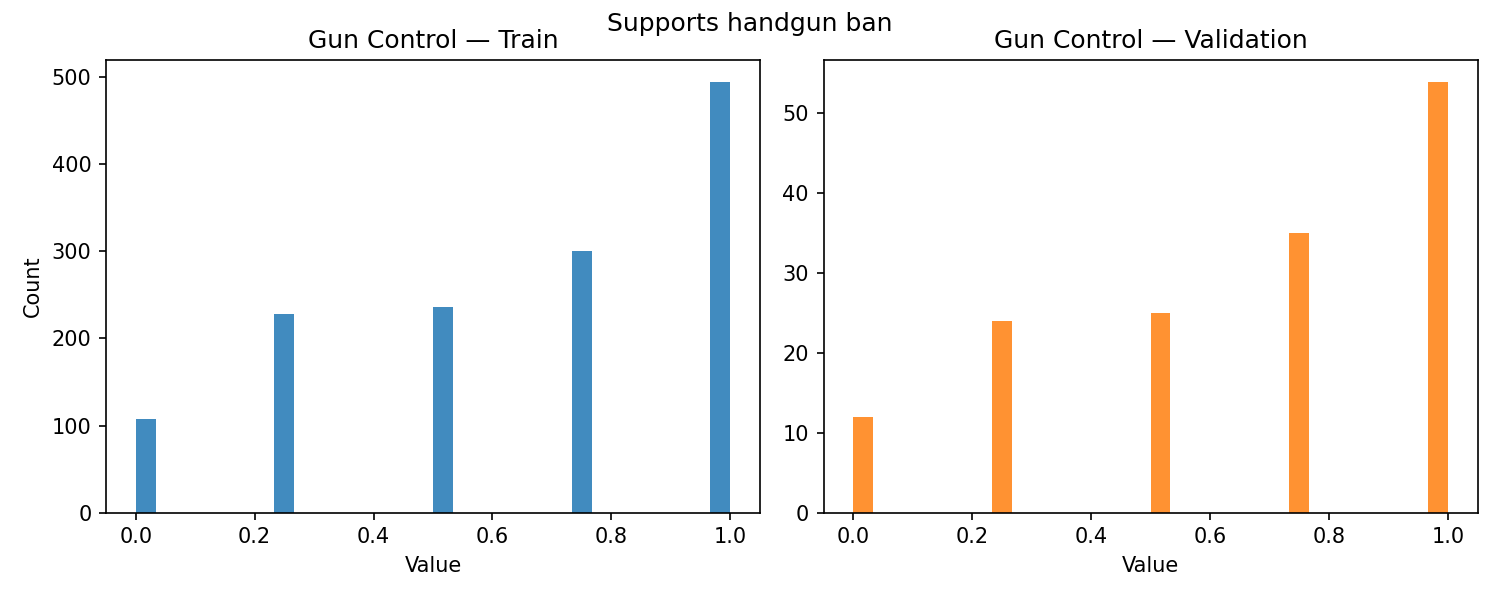 Supports handgun ban
Gun Control — Train
Count
500
400
300
200
100
0
0.0 0.2 0.4 0.6 0.8 1.0
Value
Gun Control — Validation
50
40
30
20
10
0
0.0 0.2 0.4 0.6 0.8 1.0
Value